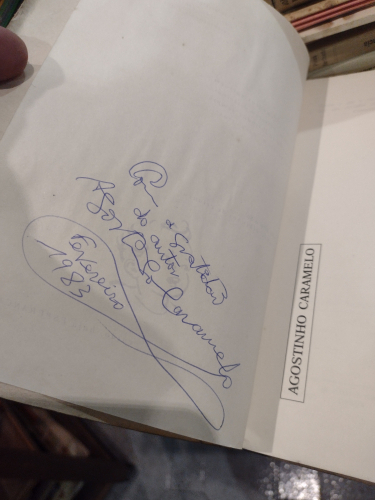 Com a gratidão
do autor
Agostinho Caramelo
Fevereiro
1983
AGOSTINHO CARAMELO